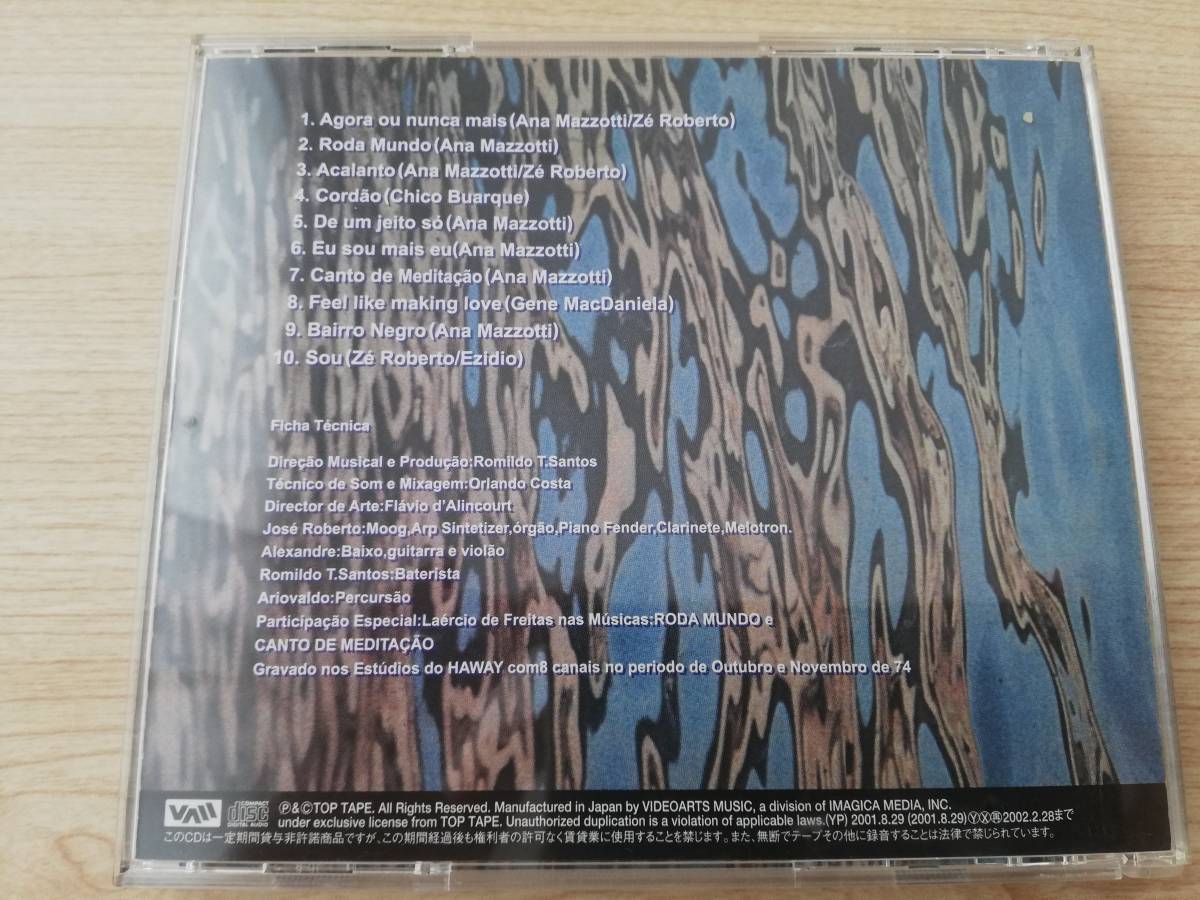 1. Agora ou nunca mais(Ana Mazzotti/Zé Roberto)
2. Roda Mundo(Ana Mazzotti)
3. Acalanto(Ana Mazzotti/Zé Roberto)
4. Cordão(Chico Buarque)
5. De um jeito só(Ana Mazzotti)
6. Eu sou mais eu(Ana Mazzotti)
7. Canto de Meditação(Ana Mazzotti)
8. Feel like making love(Gene MacDaniela)
9. Bairro Negro(Ana Mazzotti)
10. Sou(Zé Roberto/Ezidio)
Ficha Técnica
Direção Musical e Produção:Romildo T.Santos
Técnico de Som e Mixagem:Orlando Costa
Director de Arte:Flávio d'Alincourt
José Roberto:Moog,Arp Sintetizer,órgão,Piano Fender,Clarinete,Melotron.
Alexandre:Baixo,guitarra e violão
Romildo T.Santos:Baterista
Ariovaldo:Percursão
Participação Especial:Laércio de Freitas nas Músicas:RODA MUNDO e
CANTO DE MEDITAÇÃO
Gravado nos Estúdios do HAWAY com8 canais no periodo de Outubro e Novembro de 74
VAM COMPACT disc DIGITAL AUDIO ℗&©TOP TAPE. All Rights Reserved. Manufactured in Japan by VIDEOARTS MUSIC, a division of IMAGICA MEDIA, INC.
under exclusive license from TOP TAPE. Unauthorized duplication is a violation of applicable laws.(YP) 2001.8.29 (2001.8.29)ⓎⓍ㊥2002.2.28まで
このCDは一定期間貸与非許諾商品ですが、この期間経過後も権利者の許可なく賃貸業に使用することを禁じます。また、無断でテープその他に録音することは法律で禁じられています。